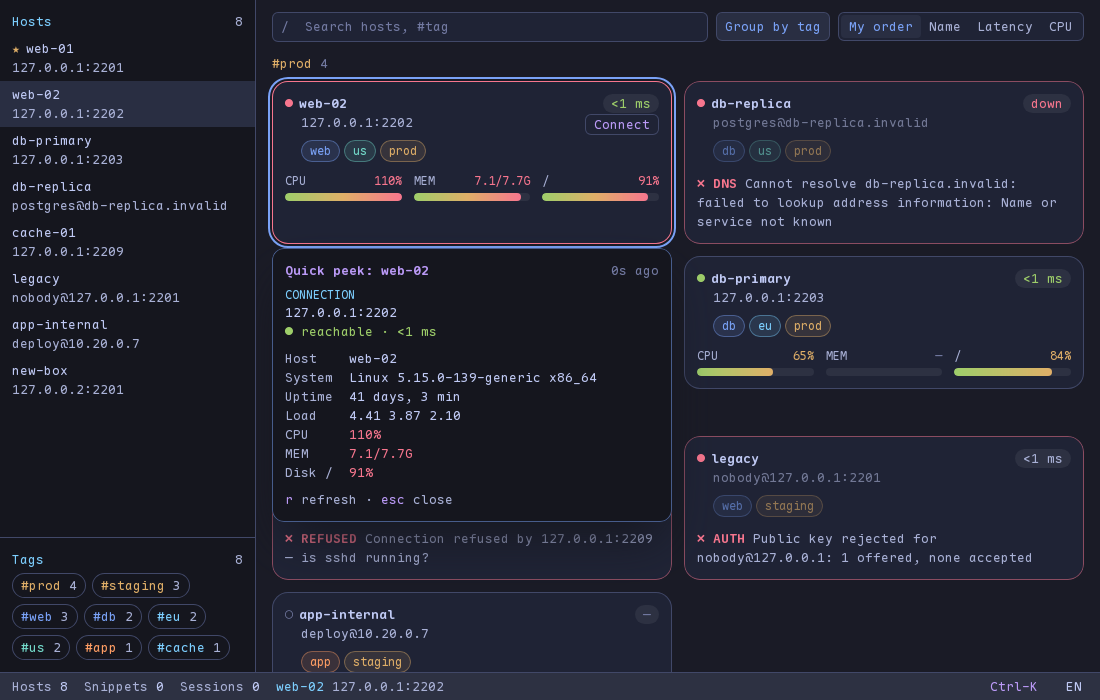 Hosts 8
★ web-01
127.0.0.1:2201
web-02
127.0.0.1:2202
db-primary
127.0.0.1:2203
db-replica
postgres@db-replica.invalid
cache-01
127.0.0.1:2209
legacy
nobody@127.0.0.1:2201
app-internal
deploy@10.20.0.7
new-box
127.0.0.2:2201
Tags 8
#prod 4 #staging 3
#web 3 #db 2 #eu 2
#us 2 #app 1 #cache 1
/ Search hosts, #tag
Group by tag
My order Name Latency CPU
#prod 4
web-02 <1 ms
127.0.0.1:2202 Connect
web us prod
CPU 110% MEM 7.1/7.7G / 91%
Quick peek: web-02 0s ago
CONNECTION
127.0.0.1:2202
reachable · <1 ms
Host web-02
System Linux 5.15.0-139-generic x86_64
Uptime 41 days, 3 min
Load 4.41 3.87 2.10
CPU 110%
MEM 7.1/7.7G
Disk / 91%
r refresh · esc close
× REFUSED Connection refused by 127.0.0.1:2209
— is sshd running?
app-internal —
deploy@10.20.0.7
app staging
db-replica down
postgres@db-replica.invalid
db us prod
× DNS Cannot resolve db-replica.invalid:
failed to lookup address information: Name or
service not known
db-primary <1 ms
127.0.0.1:2203
db eu prod
CPU 65% MEM — / 84%
legacy <1 ms
nobody@127.0.0.1:2201
web staging
× AUTH Public key rejected for
nobody@127.0.0.1: 1 offered, none accepted
Hosts 8 Snippets 0 Sessions 0 web-02 127.0.0.1:2202 Ctrl-K EN